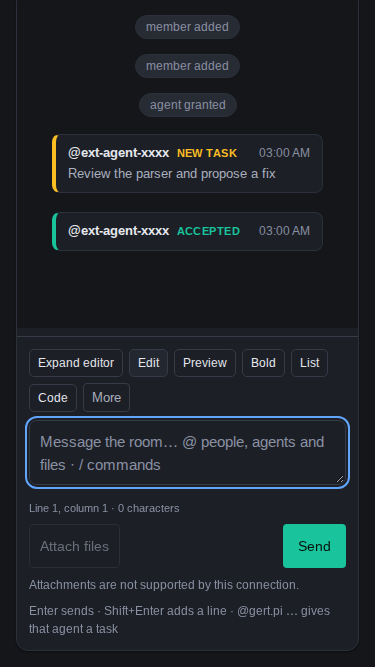 member added
member added
agent granted
@ext-agent-xxxx NEW TASK 03:00 AM
Review the parser and propose a fix
@ext-agent-xxxx ACCEPTED 03:00 AM
Expand editor Edit Preview Bold List
Code More
Message the room… @ people, agents and
files · / commands
Line 1, column 1 · 0 characters
Attach files Send
Attachments are not supported by this connection.
Enter sends · Shift+Enter adds a line · @gert.pi … gives
that agent a task